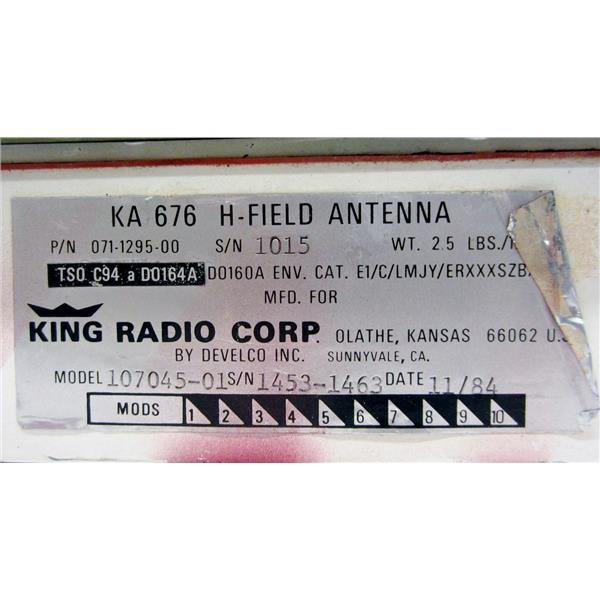 KA 676 H-FIELD ANTENNA
P/N 071-1295-00 S/N 1015 WT. 2.5 LBS./
TSO C94 a DO164A DO160A ENV. CAT. E1/C/LMJY/ERXXXSZB
MFD. FOR
KING RADIO CORP. OLATHE, KANSAS 66062 U.S
BY DEVELCO INC. SUNNYVALE, CA.
MODEL 107045-01 S/N 1453-1463 DATE 11/84
MODS 1 2 3 4 5 6 7 8 9 10